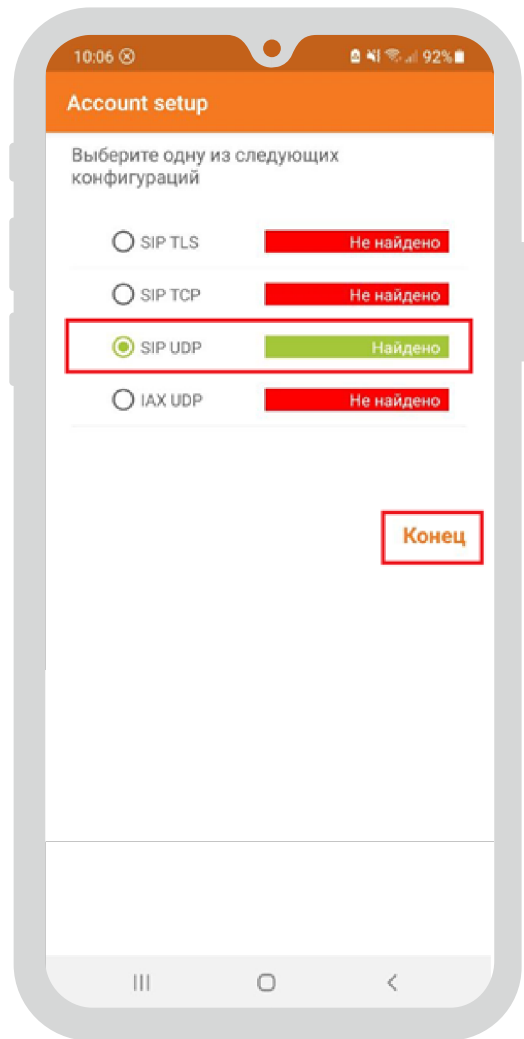 10:06 92%
Account setup
Выберите одну из следующих
конфигураций
SIP TLS Не найдено
SIP TCP Не найдено
SIP UDP Найдено
IAX UDP Не найдено
Конец